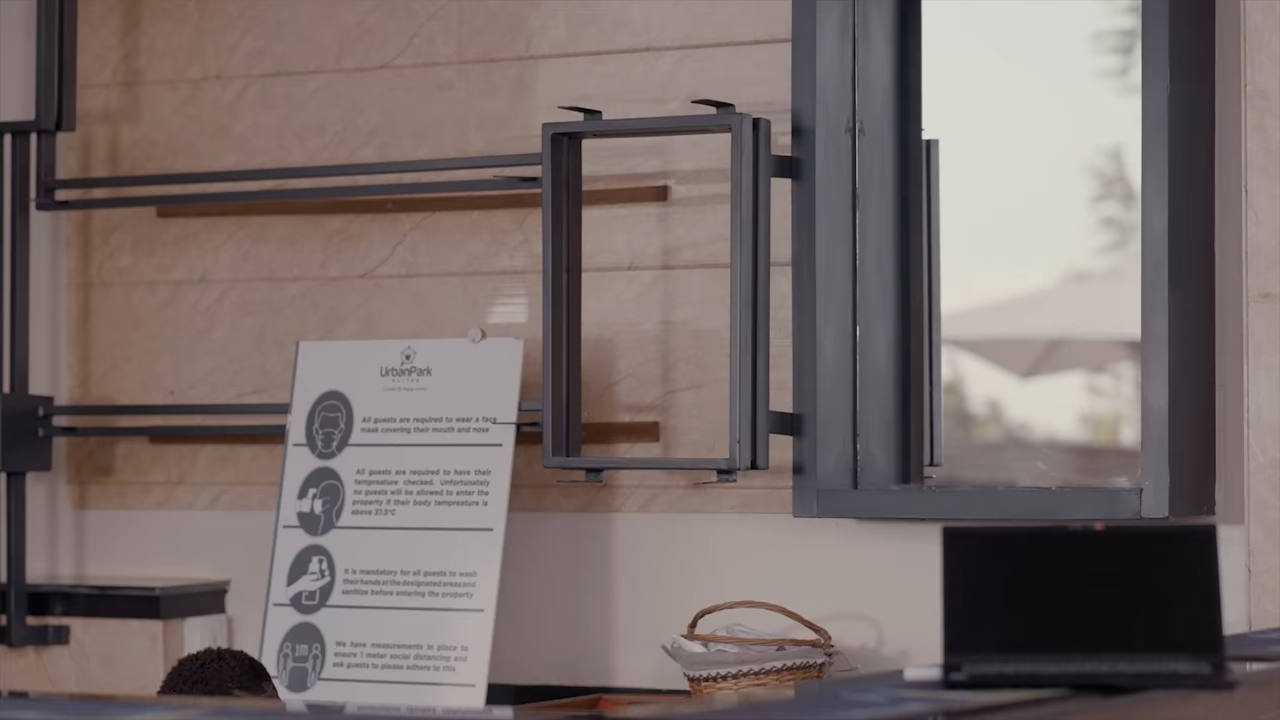 UrbanPark
SUITES
All guests are required to wear a face
mask covering their mouth and nose
All guests are required to have their
tempreature checked. Unfortunately
no guests will be allowed to enter the
property if their body tempreature is
above 37.5°C
It is mandatory for all guests to wash
their hands at the designated areas and
sanitize before entering the property
1m
We have measurements in place to
ensure 1 meter social distancing and
ask guests to please adhere to this